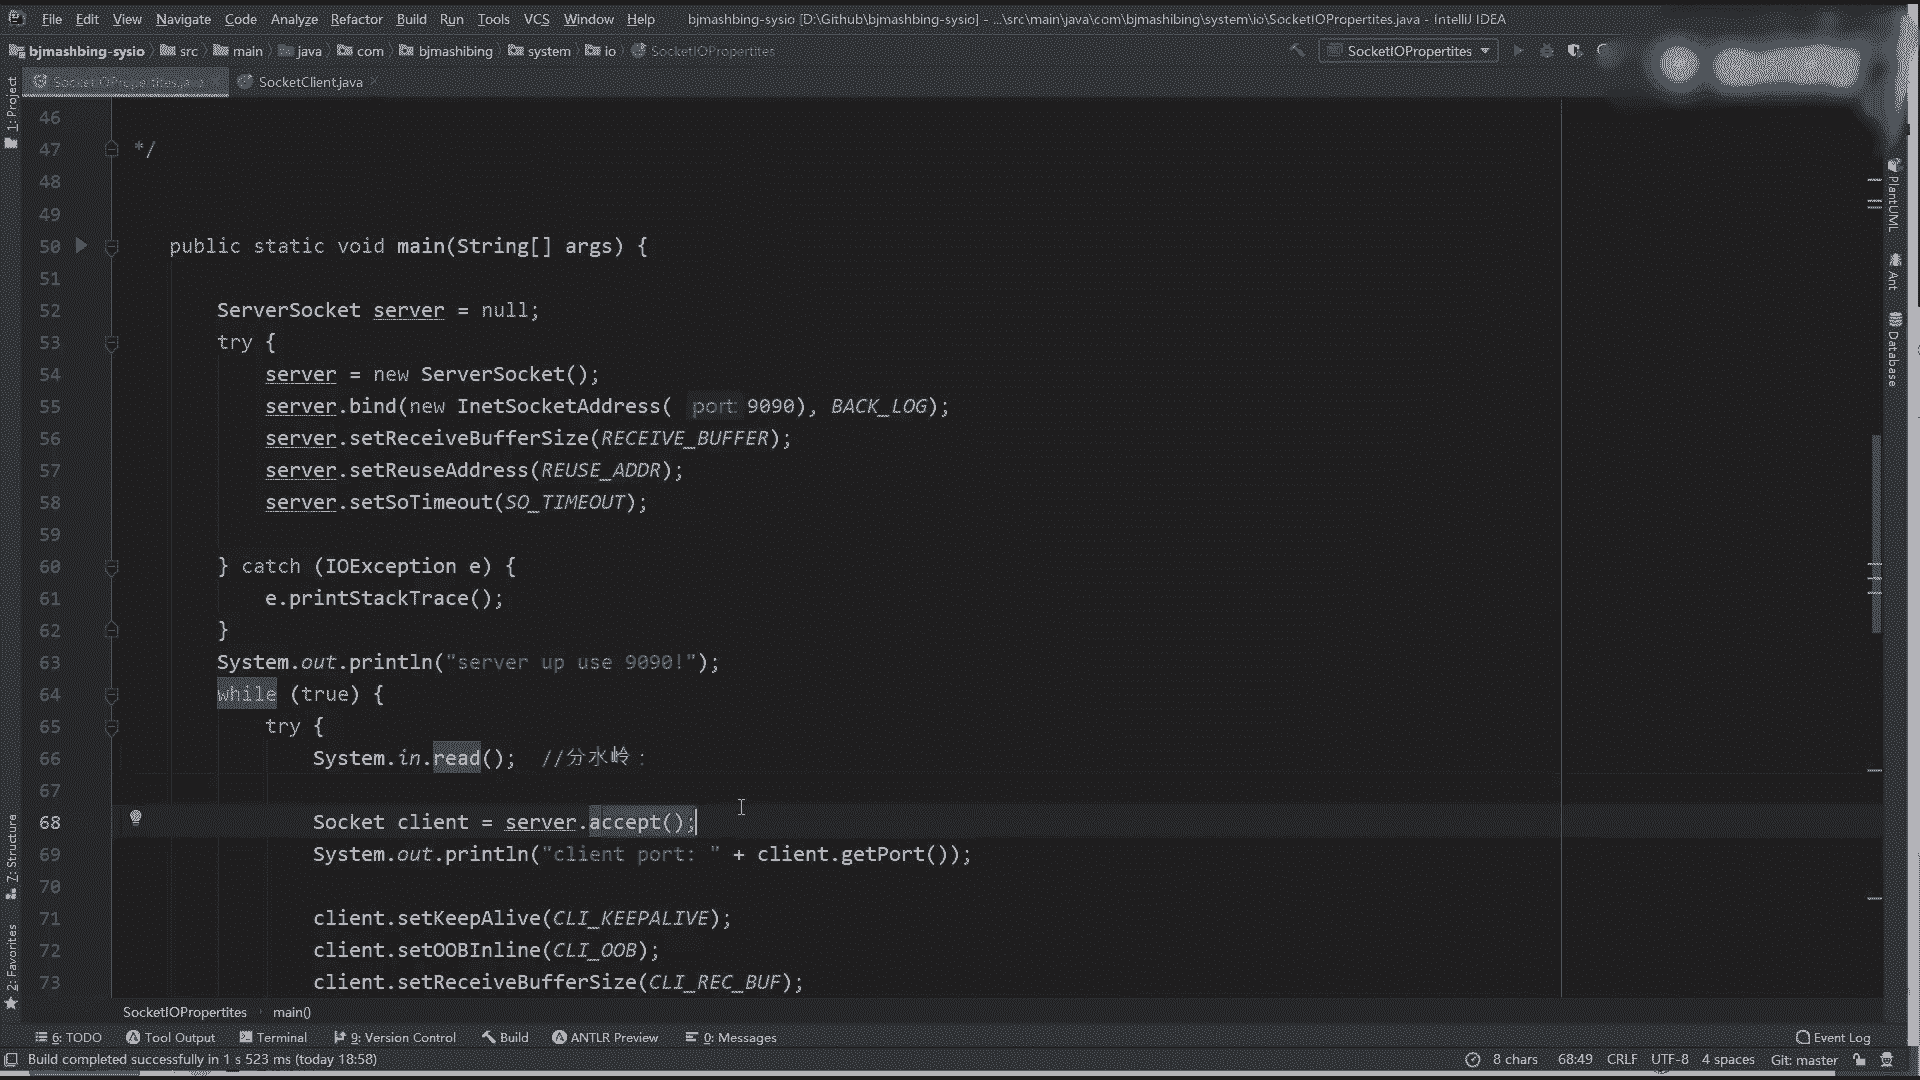 File Edit View Navigate Code Analyze Refactor Build Run Tools VCS Window Help bjmashbing-sysio [D:\Github\bjmashbing-sysio] - ...\src\main\java\com\bjmashibing\system\io\SocketIOPropertites.java - IntelliJ IDEA
bjmashbing-sysio src main java com bjmashibing system io SocketIOPropertites SocketIOPropertites
SocketIOPropertites.java SocketClient.java
1: Project
46
47 */
48
49
50 public static void main(String[] args) {
51
52 ServerSocket server = null;
53 try {
54 server = new ServerSocket();
55 server.bind(new InetSocketAddress( port: 9090), BACK_LOG);
56 server.setReceiveBufferSize(RECEIVE_BUFFER);
57 server.setReuseAddress(REUSE_ADDR);
58 server.setSoTimeout(SO_TIMEOUT);
59
60 } catch (IOException e) {
61 e.printStackTrace();
62 }
63 System.out.println("server up use 9090!");
64 while (true) {
65 try {
66 System.in.read(); //分水岭：
67
68 Socket client = server.accept();
69 System.out.println("client port: " + client.getPort());
70
71 client.setKeepAlive(CLI_KEEPALIVE);
72 client.setOOBInline(CLI_OOB);
73 client.setReceiveBufferSize(CLI_REC_BUF);
PlantUML
Ant
Database
Z: Structure
2: Favorites
SocketIOPropertites main()
6: TODO Tool Output Terminal 9: Version Control Build ANTLR Preview 0: Messages Event Log
Build completed successfully in 1 s 523 ms (today 18:58) 8 chars 68:49 CRLF UTF-8 4 spaces Git: master